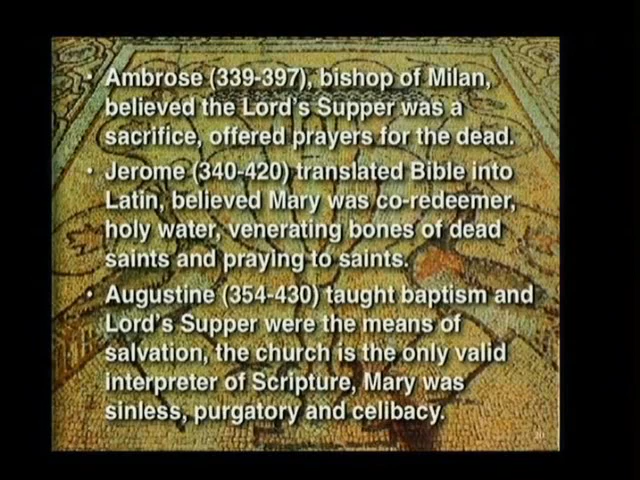 • Ambrose (339-397), bishop of Milan,
believed the Lord's Supper was a
sacrifice, offered prayers for the dead.
• Jerome (340-420) translated Bible into
Latin, believed Mary was co-redeemer,
holy water, venerating bones of dead
saints and praying to saints.
• Augustine (354-430) taught baptism and
Lord's Supper were the means of
salvation, the church is the only valid
interpreter of Scripture, Mary was
sinless, purgatory and celibacy.